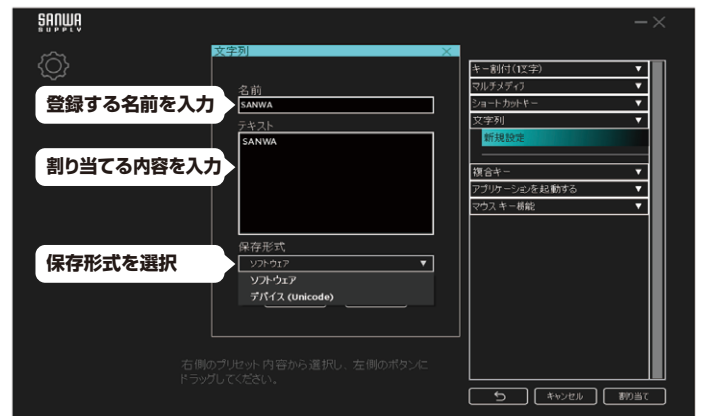 SANWA
SUPPLY
文字列
名前
登録する名前を入力
SANWA
テキスト
SANWA
割り当てる内容を入力
保存形式
保存形式を選択
ソフトウェア
ソフトウェア
デバイス (Unicode)
キー割付(1文字)
マルチメディア
ショートカットキー
文字列
新規設定
複合キー
アプリケーションを起動する
マウスキー機能
右側のプリセット内容から選択し、左側のボタンに
ドラッグしてください。
キャンセル
割り当て